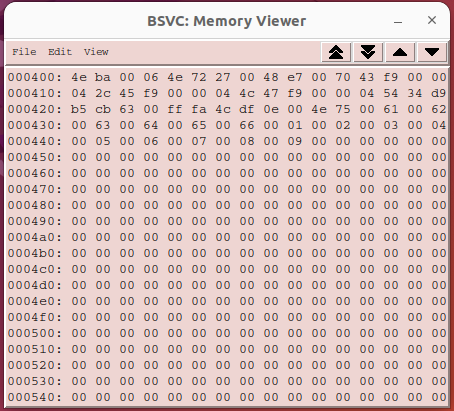 BSVC: Memory Viewer
File Edit View
000400: 4e ba 00 06 4e 72 27 00 48 e7 00 70 43 f9 00 00
000410: 04 2c 45 f9 00 00 04 4c 47 f9 00 00 04 54 34 d9
000420: b5 cb 63 00 ff fa 4c df 0e 00 4e 75 00 61 00 62
000430: 00 63 00 64 00 65 00 66 00 01 00 02 00 03 00 04
000440: 00 05 00 06 00 07 00 08 00 09 00 00 00 00 00 00
000450: 00 00 00 00 00 00 00 00 00 00 00 00 00 00 00 00
000460: 00 00 00 00 00 00 00 00 00 00 00 00 00 00 00 00
000470: 00 00 00 00 00 00 00 00 00 00 00 00 00 00 00 00
000480: 00 00 00 00 00 00 00 00 00 00 00 00 00 00 00 00
000490: 00 00 00 00 00 00 00 00 00 00 00 00 00 00 00 00
0004a0: 00 00 00 00 00 00 00 00 00 00 00 00 00 00 00 00
0004b0: 00 00 00 00 00 00 00 00 00 00 00 00 00 00 00 00
0004c0: 00 00 00 00 00 00 00 00 00 00 00 00 00 00 00 00
0004d0: 00 00 00 00 00 00 00 00 00 00 00 00 00 00 00 00
0004e0: 00 00 00 00 00 00 00 00 00 00 00 00 00 00 00 00
0004f0: 00 00 00 00 00 00 00 00 00 00 00 00 00 00 00 00
000500: 00 00 00 00 00 00 00 00 00 00 00 00 00 00 00 00
000510: 00 00 00 00 00 00 00 00 00 00 00 00 00 00 00 00
000520: 00 00 00 00 00 00 00 00 00 00 00 00 00 00 00 00
000530: 00 00 00 00 00 00 00 00 00 00 00 00 00 00 00 00
000540: 00 00 00 00 00 00 00 00 00 00 00 00 00 00 00 00